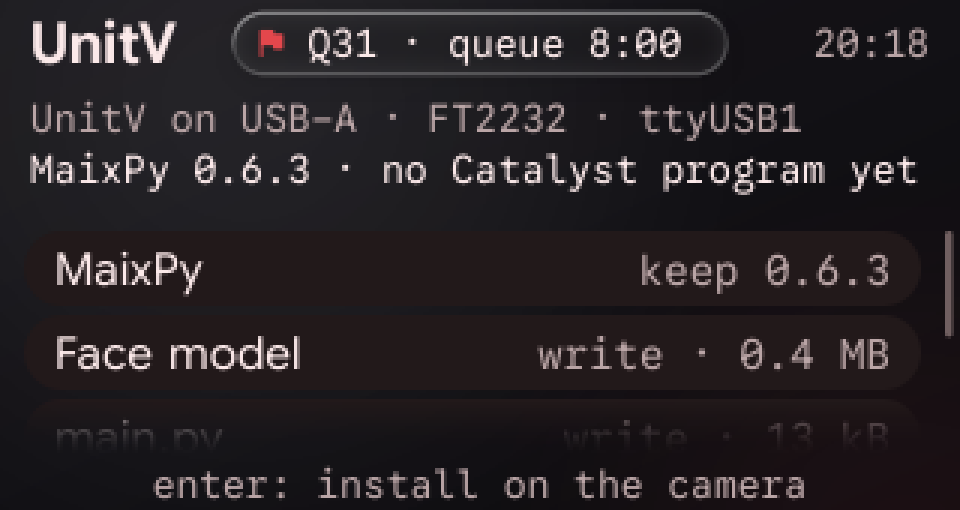 UnitV
Q31 · queue 8:00
20:18
UnitV on USB-A · FT2232 · ttyUSB1
MaixPy 0.6.3 · no Catalyst program yet
MaixPy keep 0.6.3
Face model write · 0.4 MB
main.py write · 13 kB
enter: install on the camera